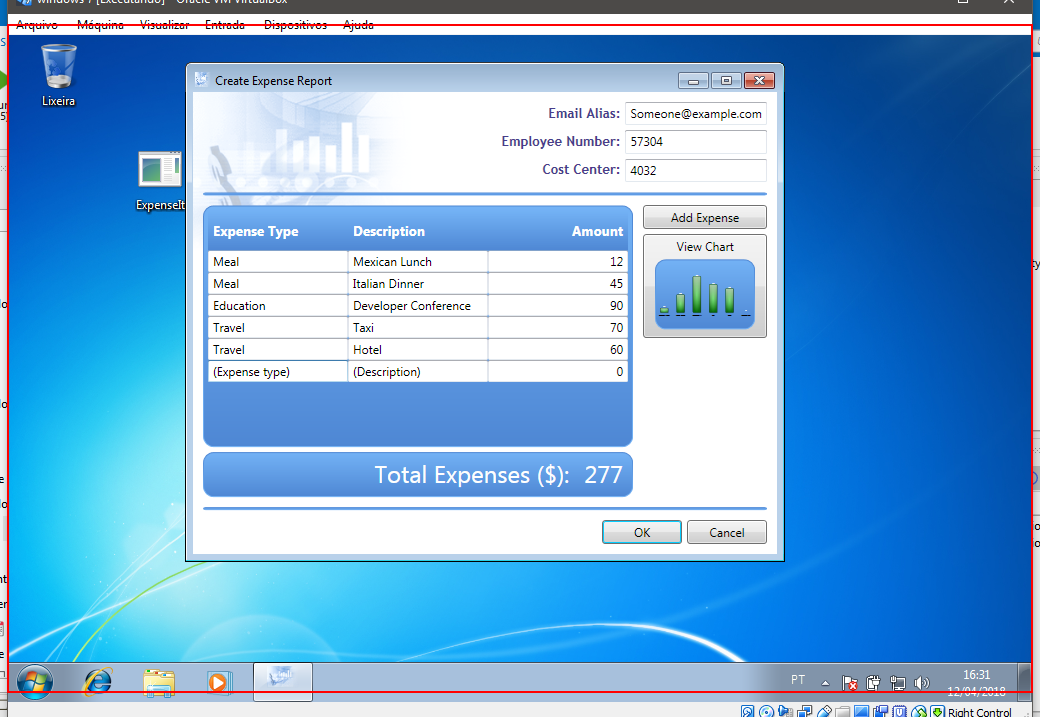 windows 7 [Executando] - Oracle VM VirtualBox
Arquivo Máquina Visualizar Entrada Dispositivos Ajuda
Lixeira
ExpenseIt
Create Expense Report
Email Alias: Someone@example.com
Employee Number: 57304
Cost Center: 4032
Expense Type Description Amount
Meal Mexican Lunch 12
Meal Italian Dinner 45
Education Developer Conference 90
Travel Taxi 70
Travel Hotel 60
(Expense type) (Description) 0
Add Expense
View Chart
Total Expenses ($): 277
OK Cancel
PT
16:31
12/04/2018
Right Control